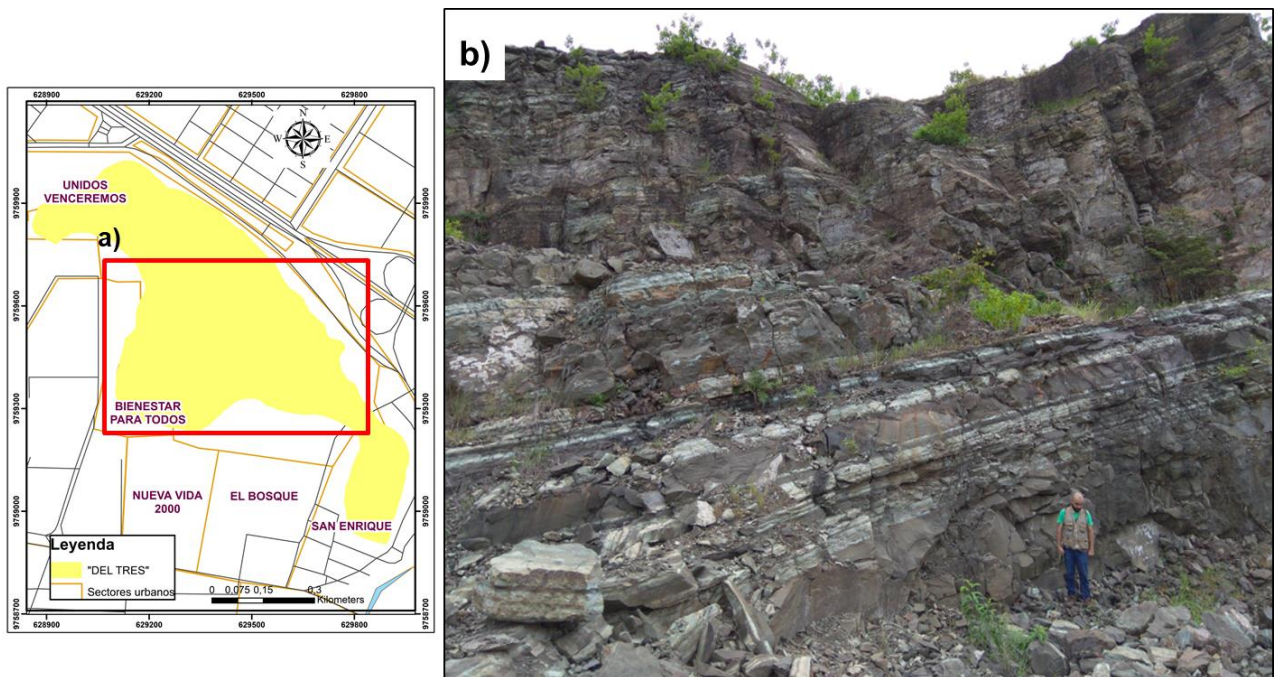 b)
628900
629200
629500
629800
N
W E
S
UNIDOS
VENCEREMOS
9759900
9759900
a)
9759600
9759600
BIENESTAR
PARA TODOS
9759300
9759300
NUEVA VIDA
2000
EL BOSQUE
SAN ENRIQUE
9759000
9759000
Leyenda
"DEL TRES"
Sectores urbanos
0 0,075 0,15 0,3
Kilometers
9758700
9758700
628900
629200
629500
629800